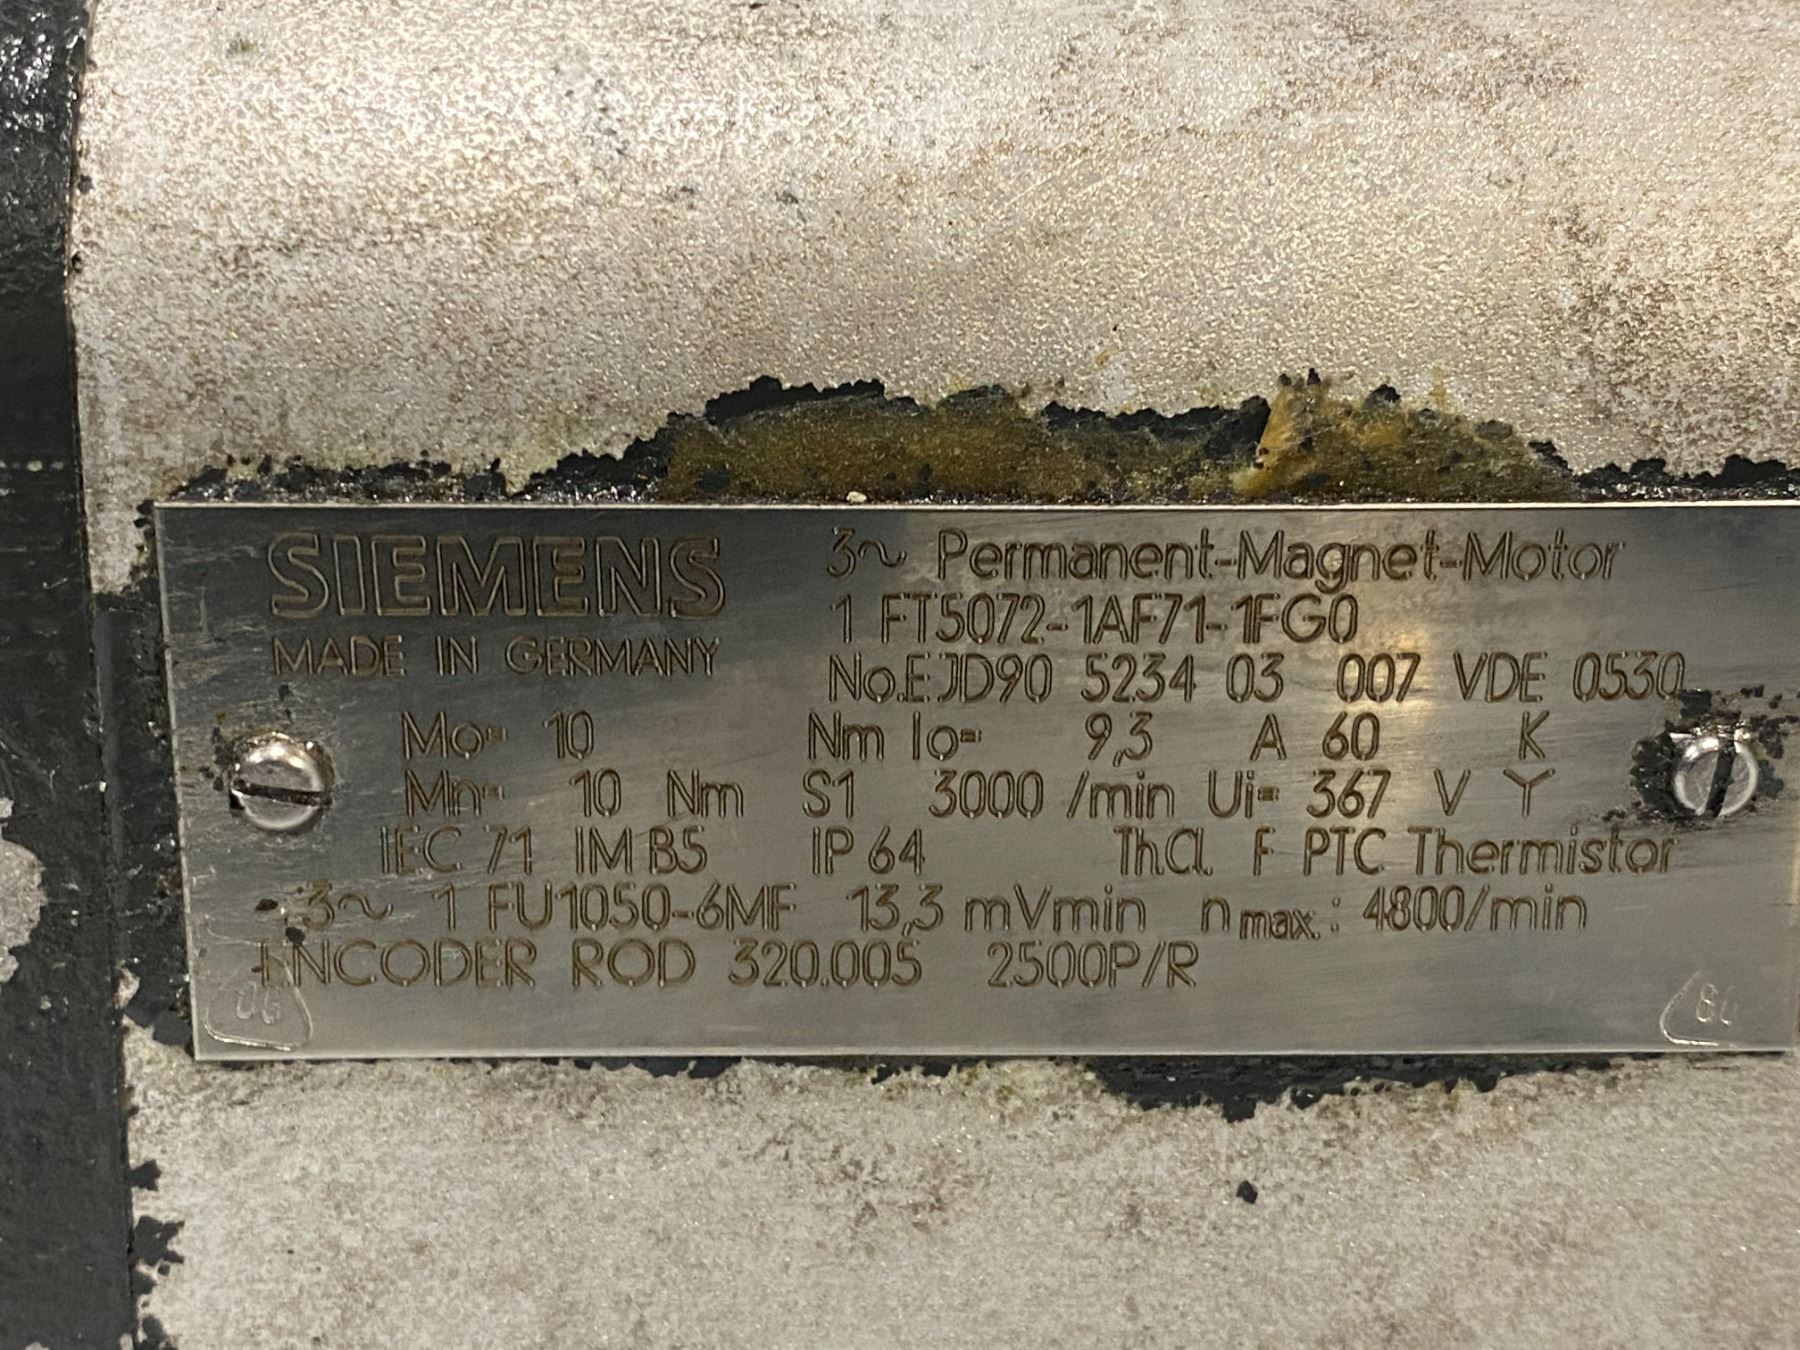 SIEMENS
MADE IN GERMANY
3~ Permanent-Magnet-Motor
1 FT5072-1AF71-1FG0
No.EJD90 5234 03 007 VDE 0530
Mo= 10 Nm Io= 9,3 A 60 K
Mn= 10 Nm S1 3000 /min Ui= 367 V Y
IEC 71 IM B5 IP 64 Th.Cl. F PTC Thermistor
3~ 1 FU1050-6MF 13,3 mVmin n max.: 4800/min
ENCODER ROD 320.005 2500P/R